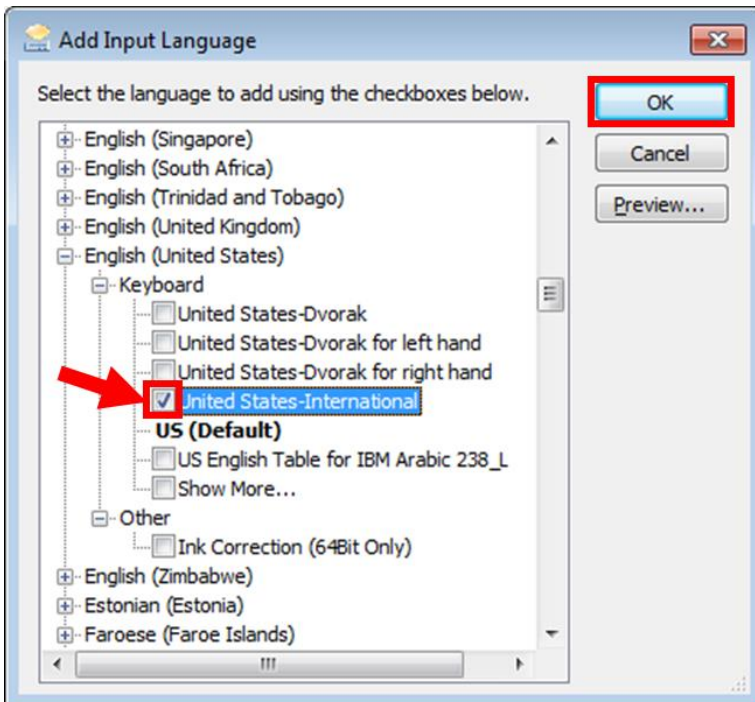 Add Input Language
Select the language to add using the checkboxes below.
OK
Cancel
Preview...
English (Singapore)
English (South Africa)
English (Trinidad and Tobago)
English (United Kingdom)
English (United States)
Keyboard
United States-Dvorak
United States-Dvorak for left hand
United States-Dvorak for right hand
United States-International
US (Default)
US English Table for IBM Arabic 238_L
Show More...
Other
Ink Correction (64Bit Only)
English (Zimbabwe)
Estonian (Estonia)
Faroese (Faroe Islands)